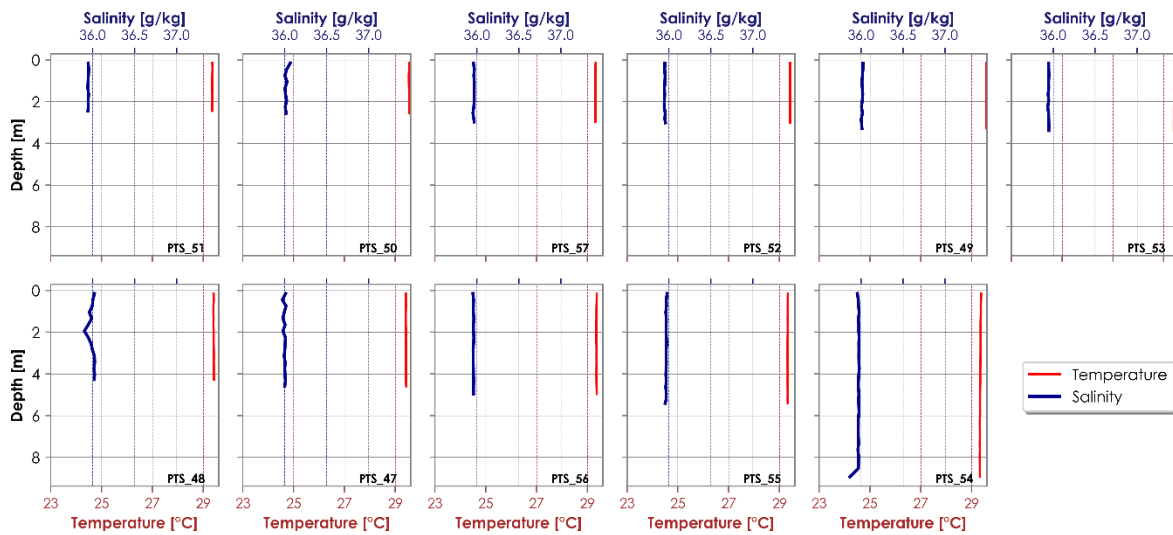 Salinity [g/kg] Salinity [g/kg] Salinity [g/kg] Salinity [g/kg] Salinity [g/kg] Salinity [g/kg]
36.0 36.5 37.0 36.0 36.5 37.0 36.0 36.5 37.0 36.0 36.5 37.0 36.0 36.5 37.0 36.0 36.5 37.0
0
2
4
6
8
Depth [m]
PTS_51 PTS_50 PTS_57 PTS_52 PTS_49 PTS_53
0
2
4
6
8
Depth [m]
Temperature
Salinity
PTS_48 PTS_47 PTS_56 PTS_55 PTS_54
23 25 27 29 23 25 27 29 23 25 27 29 23 25 27 29 23 25 27 29
Temperature [°C] Temperature [°C] Temperature [°C] Temperature [°C] Temperature [°C]